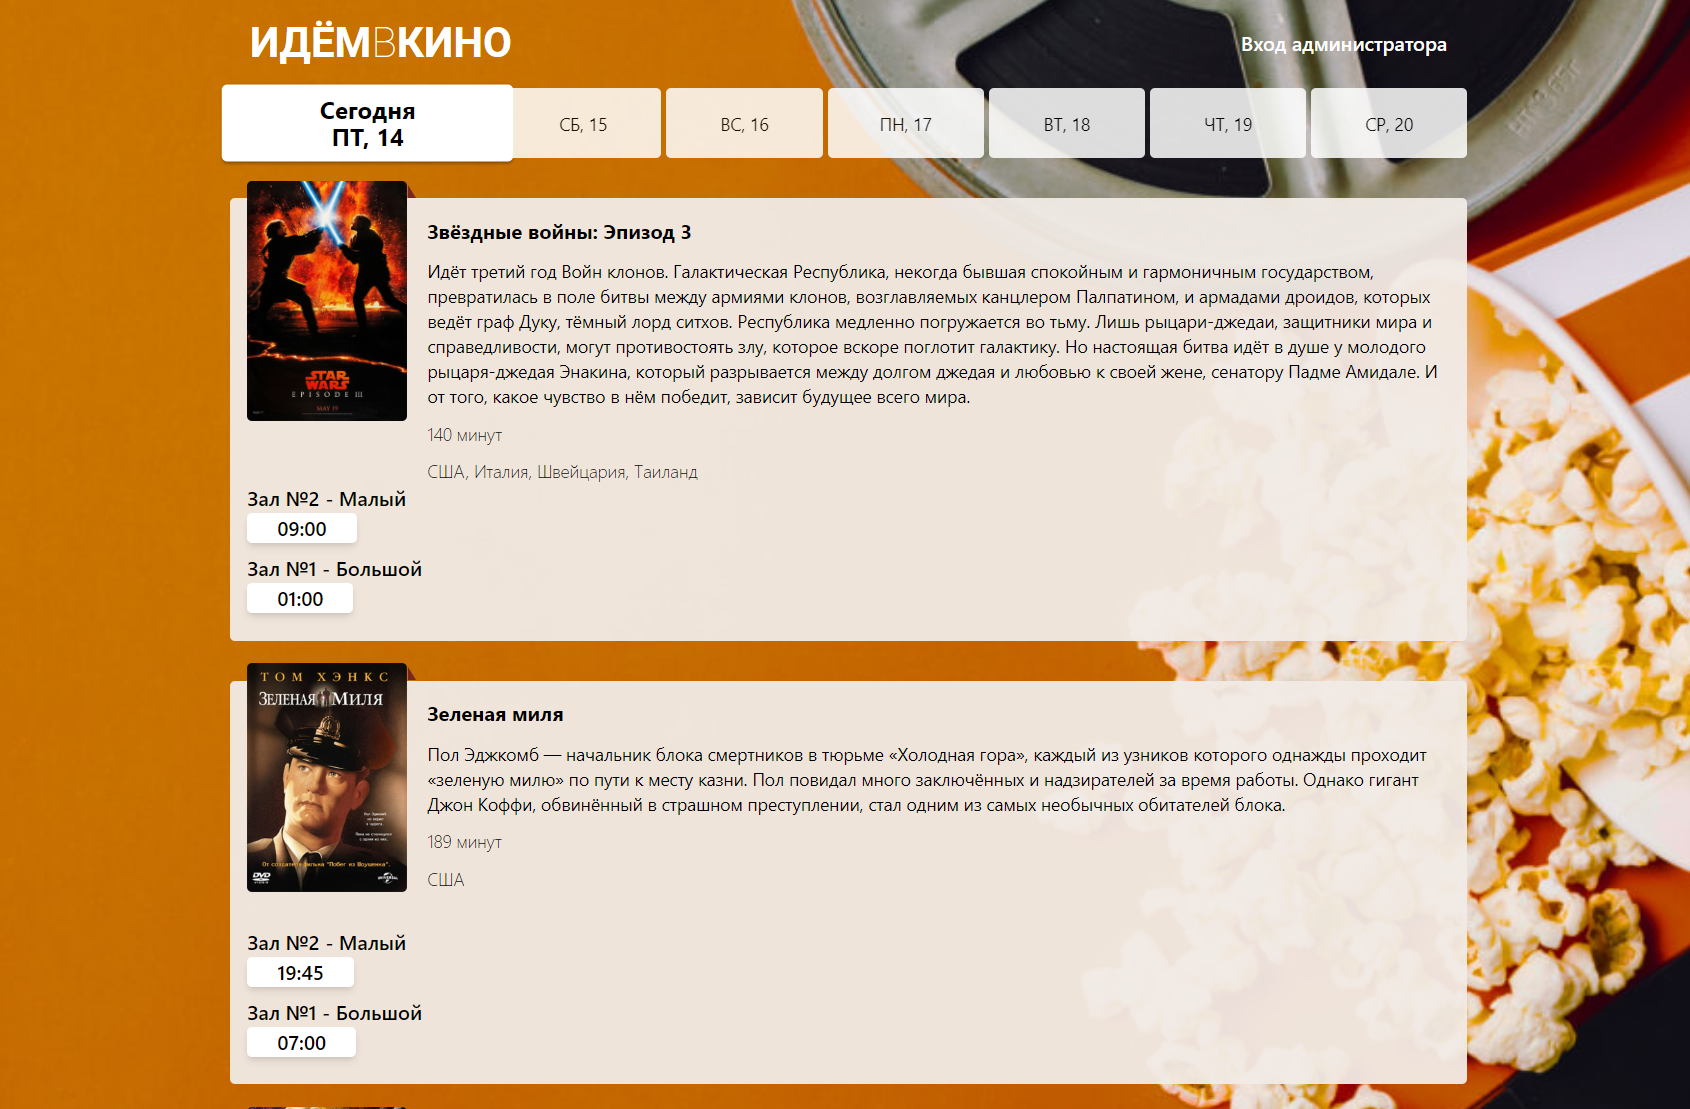 ИДЁМВКИНО
Вход администратора
Сегодня
ПТ, 14
СБ, 15
ВС, 16
ПН, 17
ВТ, 18
ЧТ, 19
СР, 20
STAR
WARS
EPISODE III
MAY 19
Звёздные войны: Эпизод 3
Идёт третий год Войн клонов. Галактическая Республика, некогда бывшая спокойным и гармоничным государством,
превратилась в поле битвы между армиями клонов, возглавляемых канцлером Палпатином, и армадами дроидов, которых
ведёт граф Дуку, тёмный лорд ситхов. Республика медленно погружается во тьму. Лишь рыцари-джедаи, защитники мира и
справедливости, могут противостоять злу, которое вскоре поглотит галактику. Но настоящая битва идёт в душе у молодого
рыцаря-джедая Энакина, который разрывается между долгом джедая и любовью к своей жене, сенатору Падме Амидале. И
от того, какое чувство в нём победит, зависит будущее всего мира.
140 минут
США, Италия, Швейцария, Таиланд
Зал №2 - Малый
09:00
Зал №1 - Большой
01:00
ТОМ ХЭНКС
ЗЕЛЕНАЯ МИЛЯ
От создателя фильма "Побег из Шоушенка".
DVD
Зеленая миля
Пол Эджкомб — начальник блока смертников в тюрьме «Холодная гора», каждый из узников которого однажды проходит
«зеленую милю» по пути к месту казни. Пол повидал много заключённых и надзирателей за время работы. Однако гигант
Джон Коффи, обвинённый в страшном преступлении, стал одним из самых необычных обитателей блока.
189 минут
США
Зал №2 - Малый
19:45
Зал №1 - Большой
07:00